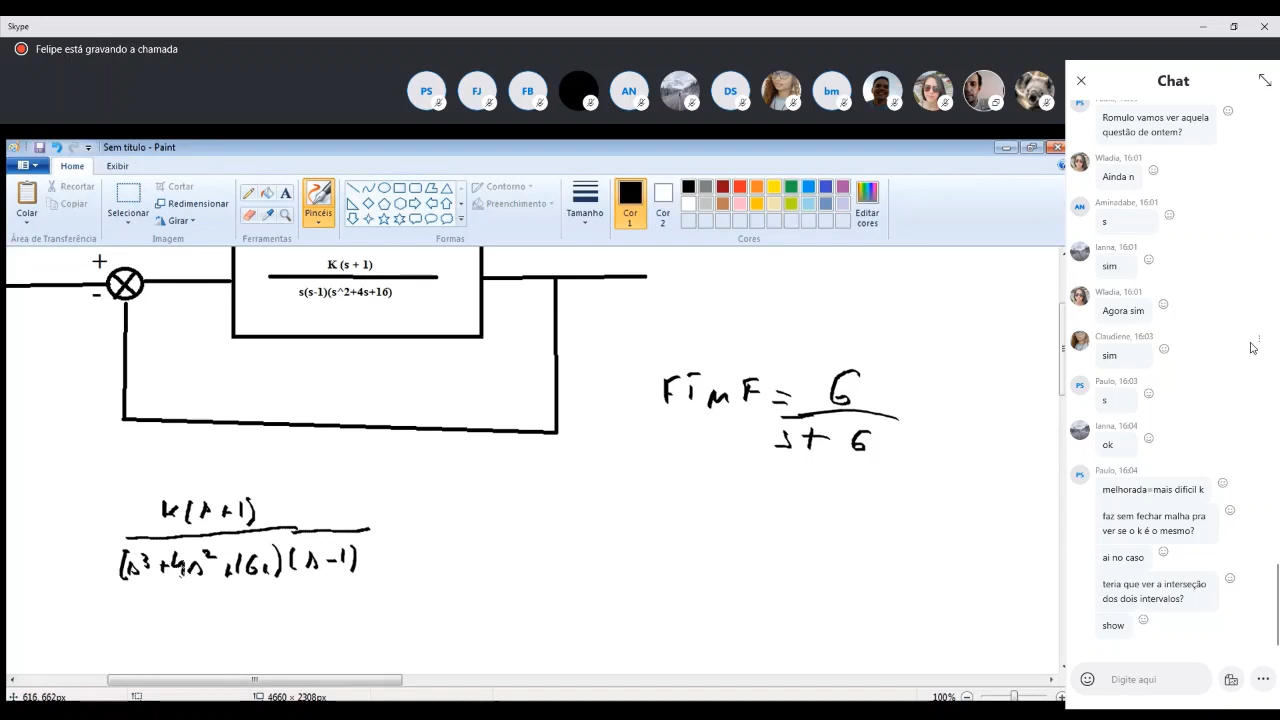 Skype
Felipe está gravando a chamada
PS
FJ
FB
AN
DS
bm
Chat
Romulo vamos ver aquela
questão de ontem?
Wladia, 16:01
Ainda n
AN
Aminadabe, 16:01
s
Ianna, 16:01
sim
Wladia, 16:01
Agora sim
Claudiene, 16:03
sim
PS
Paulo, 16:03
s
Ianna, 16:04
ok
PS
Paulo, 16:04
melhorada=mais dificil k
faz sem fechar malha pra
ver se o k é o mesmo?
ai no caso
teria que ver a interseção
dos dois intervalos?
show
Digite aqui
Sem título - Paint
Home
Exibir
Colar
Recortar
Copiar
Área de Transferência
Selecionar
Cortar
Redimensionar
Girar
Imagem
A
Ferramentas
Pincéis
Contorno
Preenchimento
Formas
Tamanho
Cor
1
Cor
2
Editar
cores
Cores
+
-
K (s + 1)
s(s-1)(s^2+4s+16)
FTMF = 6
s + 6
k(s+1)
(s³+4s²+16s)(s-1)
616, 662px
4660 × 2308px
100%